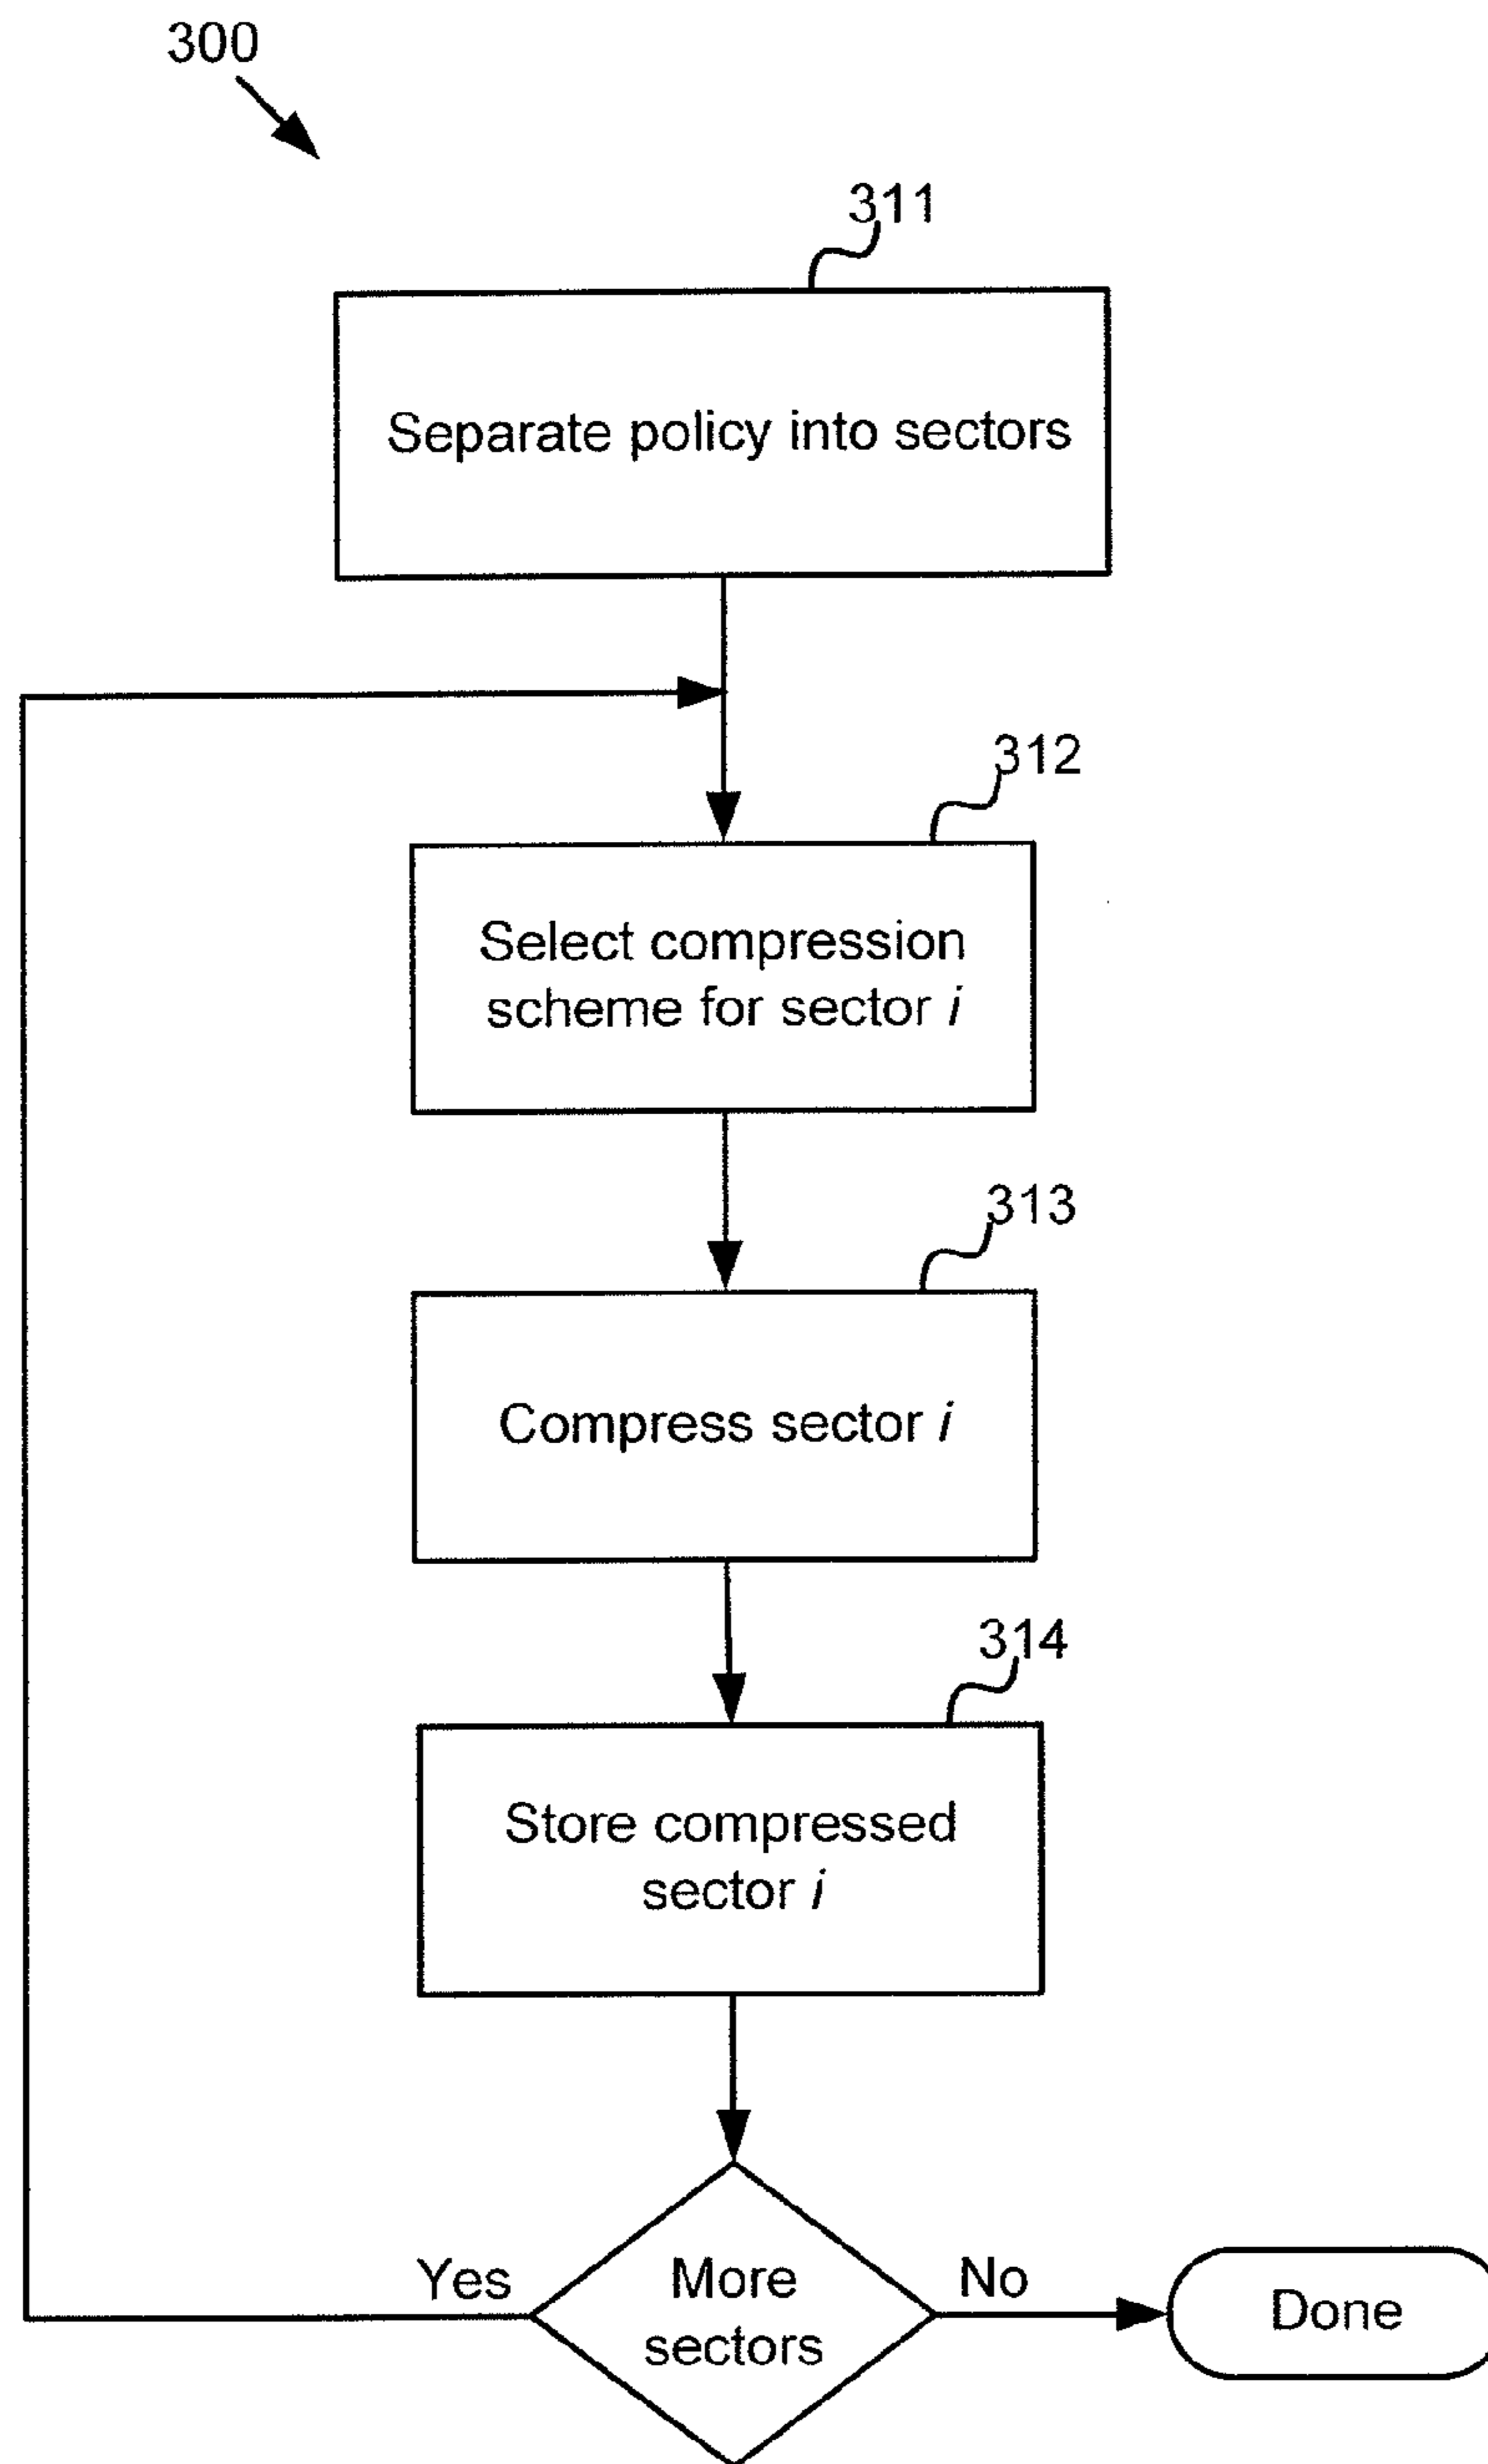 300
311
Separate policy into sectors
312
Select compression
scheme for sector i
313
Compress sector i
314
Store compressed
sector i
Yes
More
sectors
No
Done